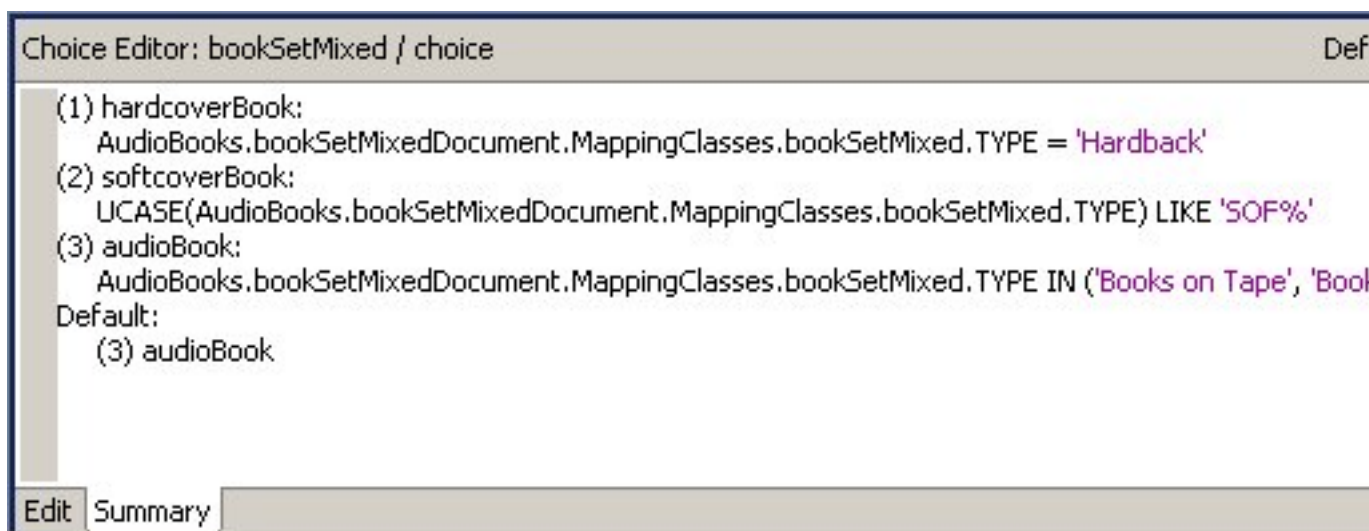 Choice Editor: bookSetMixed / choice Def
(1) hardcoverBook:
AudioBooks.bookSetMixedDocument.MappingClasses.bookSetMixed.TYPE = 'Hardback'
(2) softcoverBook:
UCASE(AudioBooks.bookSetMixedDocument.MappingClasses.bookSetMixed.TYPE) LIKE 'SOF%'
(3) audioBook:
AudioBooks.bookSetMixedDocument.MappingClasses.bookSetMixed.TYPE IN ('Books on Tape', 'Book
Default:
(3) audioBook
Edit Summary